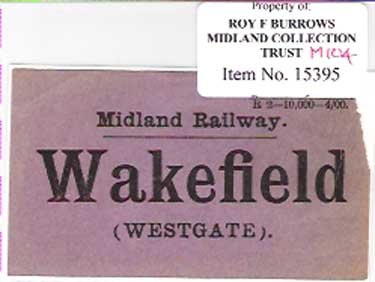 Property of:
ROY F BURROWS
MIDLAND COLLECTION
TRUST
Item No. 15395
R 2—10,000—4/00.
Midland Railway.
Wakefield
(WESTGATE).